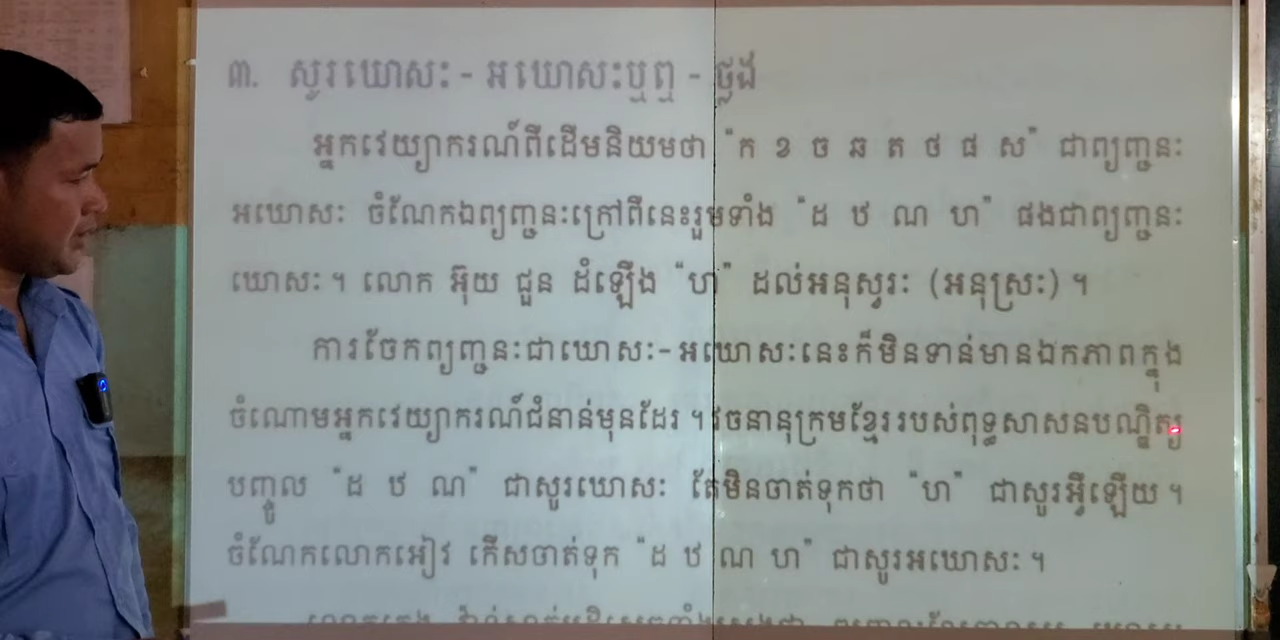 ៣. សូរឃោសៈ - អឃោសៈឬឮ - ថ្លង់
អ្នកវេយ្យាករណ៍ពីដើមនិយមថា "ក ខ ច ឆ ត ថ ផ ស" ជាព្យញ្ជនៈ
អឃោសៈ ចំណែកឯព្យញ្ជនៈក្រៅពីនេះរួមទាំង "ដ ឋ ណ ហ" ផងជាព្យញ្ជនៈ
ឃោសៈ ។ លោក អ៊ុយ ជួន ដំឡើង "ហ" ដល់អនុស្វរៈ (អនុស្រៈ) ។
ការចែកព្យញ្ជនៈជាឃោសៈ-អឃោសៈនេះក៏មិនទាន់មានឯកភាពក្នុង
ចំណោមអ្នកវេយ្យាករណ៍ជំនាន់មុនដែរ ។ វចនានុក្រមខ្មែររបស់ពុទ្ធសាសនបណ្ឌិត្យ
បញ្ចូល "ដ ឋ ណ" ជាសូរឃោសៈ តែមិនចាត់ទុកថា "ហ" ជាសូរអ្វីឡើយ ។
ចំណែកលោកអៀវ កើសចាត់ទុក "ដ ឋ ណ ហ" ជាសូរអឃោសៈ ។